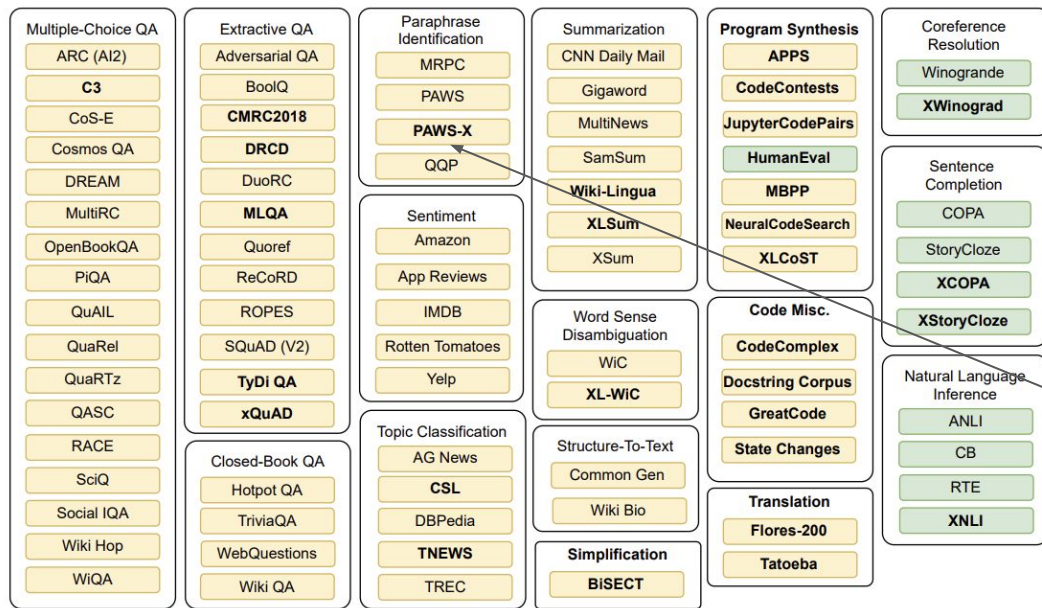 Multiple-Choice QA
ARC (AI2)
C3
CoS-E
Cosmos QA
DREAM
MultiRC
OpenBookQA
PiQA
QuAIL
QuaRel
QuaRTz
QASC
RACE
SciQ
Social IQA
Wiki Hop
WiQA
Extractive QA
Adversarial QA
BoolQ
CMRC2018
DRCD
DuoRC
MLQA
Quoref
ReCoRD
ROPES
SQuAD (V2)
TyDi QA
xQuAD
Closed-Book QA
Hotpot QA
TriviaQA
WebQuestions
Wiki QA
Paraphrase
Identification
MRPC
PAWS
PAWS-X
QQP
Sentiment
Amazon
App Reviews
IMDB
Rotten Tomatoes
Yelp
Topic Classification
AG News
CSL
DBPedia
TNEWS
TREC
Summarization
CNN Daily Mail
Gigaword
MultiNews
SamSum
Wiki-Lingua
XLSum
XSum
Word Sense
Disambiguation
WiC
XL-WiC
Structure-To-Text
Common Gen
Wiki Bio
Simplification
BiSECT
Program Synthesis
APPS
CodeContests
JupyterCodePairs
HumanEval
MBPP
NeuralCodeSearch
XLCoST
Code Misc.
CodeComplex
Docstring Corpus
GreatCode
State Changes
Translation
Flores-200
Tatoeba
Coreference
Resolution
Winogrande
XWinograd
Sentence
Completion
COPA
StoryCloze
XCOPA
XStoryCloze
Natural Language
Inference
ANLI
CB
RTE
XNLI